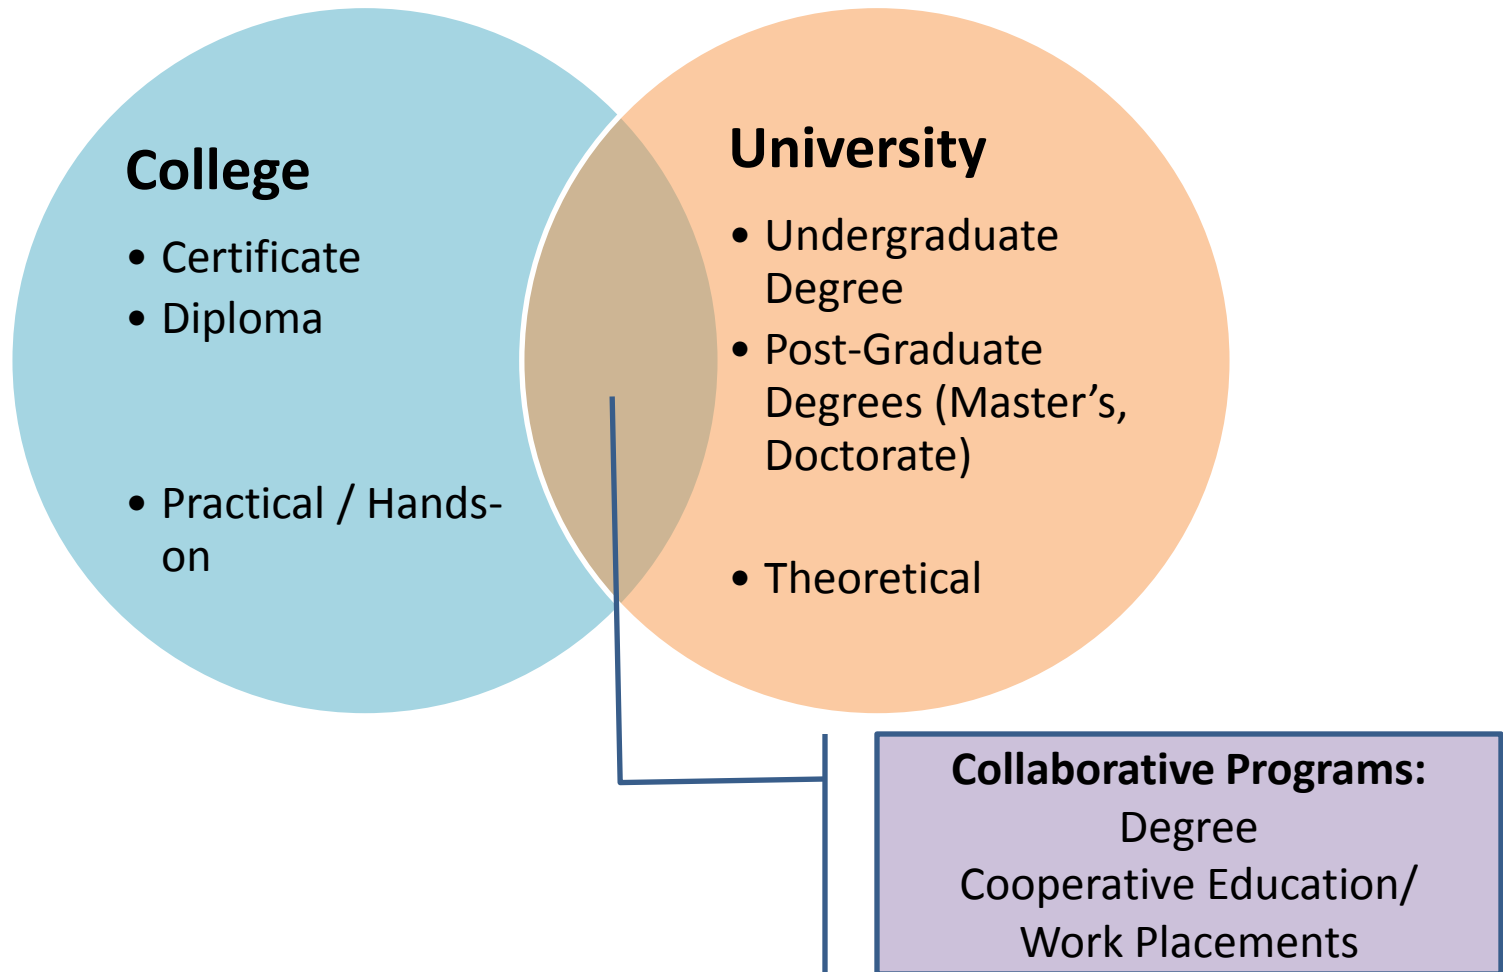 College
• Certificate
• Diploma
• Practical / Hands-
on
University
• Undergraduate
Degree
• Post-Graduate
Degrees (Master’s,
Doctorate)
• Theoretical
Collaborative Programs:
Degree
Cooperative Education/
Work Placements